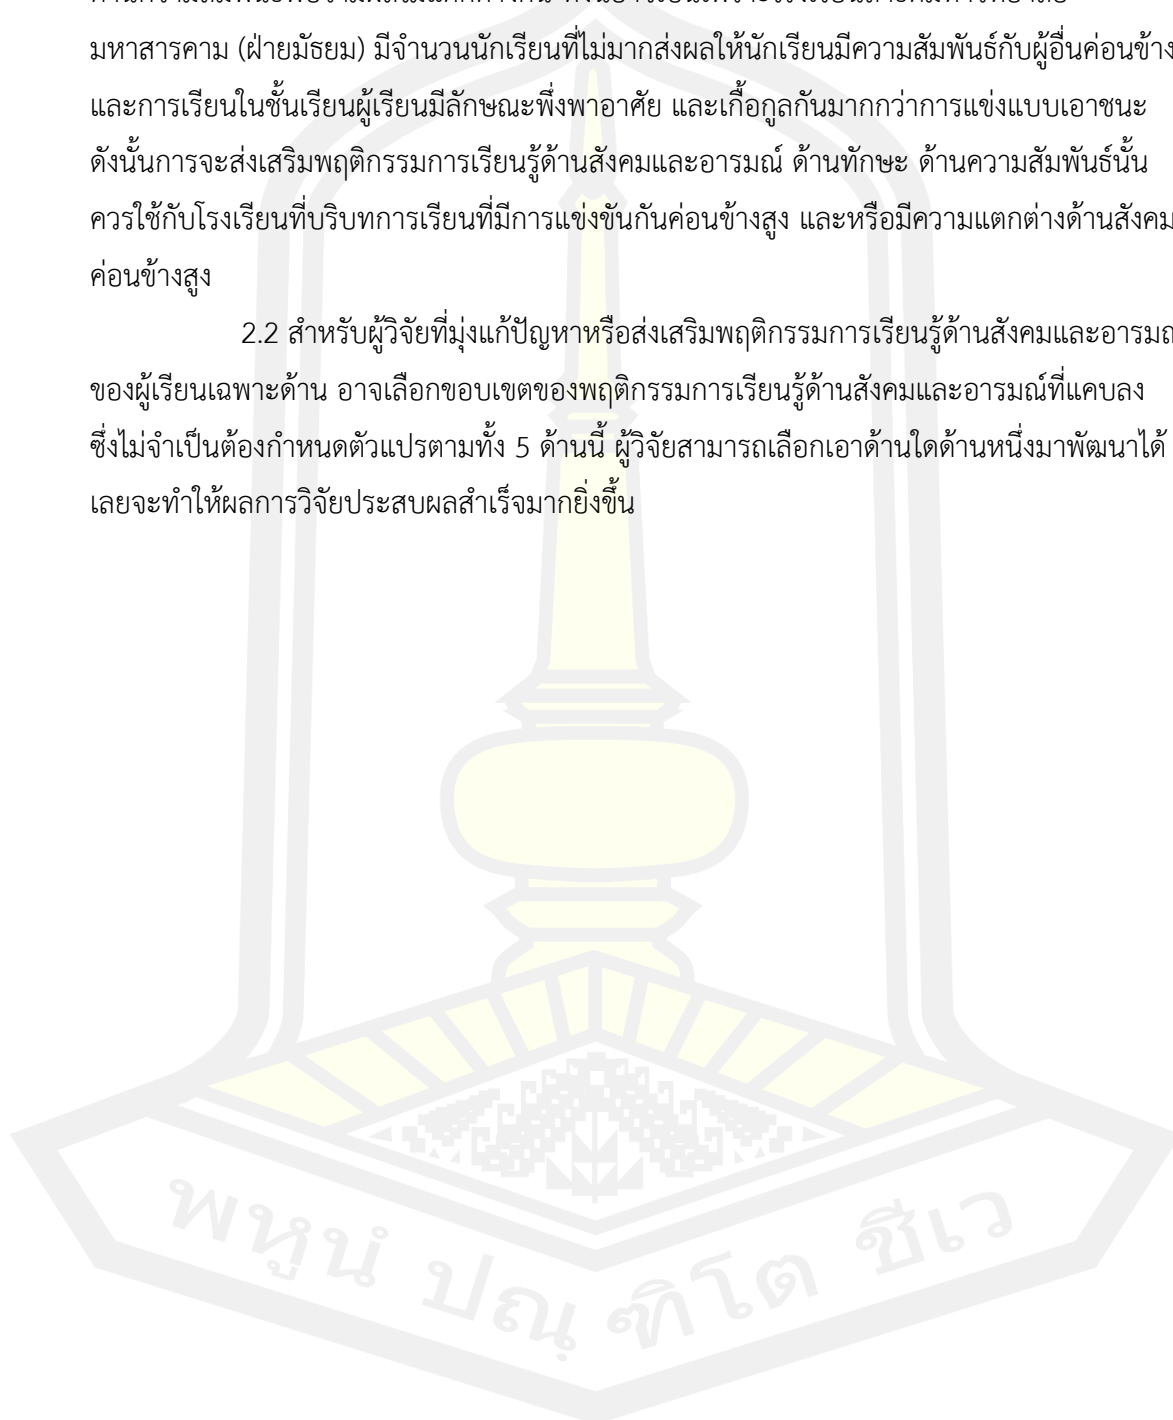 มหาสารคาม (ฝ่ายมัธยม) มีจำนวนนักเรียนที่ไม่มากส่งผลให้นักเรียนมีความสัมพันธ์กับผู้อื่นค่อนข้าง
และการเรียนในชั้นเรียนผู้เรียนมีลักษณะพึ่งพาอาศัย และเกื้อกูลกันมากกว่าการแข่งแบบเอาชนะ
ดังนั้นการจะส่งเสริมพฤติกรรมการเรียนรู้ด้านสังคมและอารมณ์ ด้านทักษะ ด้านความสัมพันธ์นั้น
ควรใช้กับโรงเรียนที่บริบทการเรียนที่มีการแข่งขันกันค่อนข้างสูง และหรือมีความแตกต่างด้านสังคม
ค่อนข้างสูง
2.2 สำหรับผู้วิจัยที่มุ่งแก้ปัญหาหรือส่งเสริมพฤติกรรมการเรียนรู้ด้านสังคมและอารมณ์
ของผู้เรียนเฉพาะด้าน อาจเลือกขอบเขตของพฤติกรรมการเรียนรู้ด้านสังคมและอารมณ์ที่แคบลง
ซึ่งไม่จำเป็นต้องกำหนดตัวแปรตามทั้ง 5 ด้านนี้ ผู้วิจัยสามารถเลือกเอาด้านใดด้านหนึ่งมาพัฒนาได้
เลยจะทำให้ผลการวิจัยประสบผลสำเร็จมากยิ่งขึ้น
พหูนํ ปณฺฑิโต ชีเว